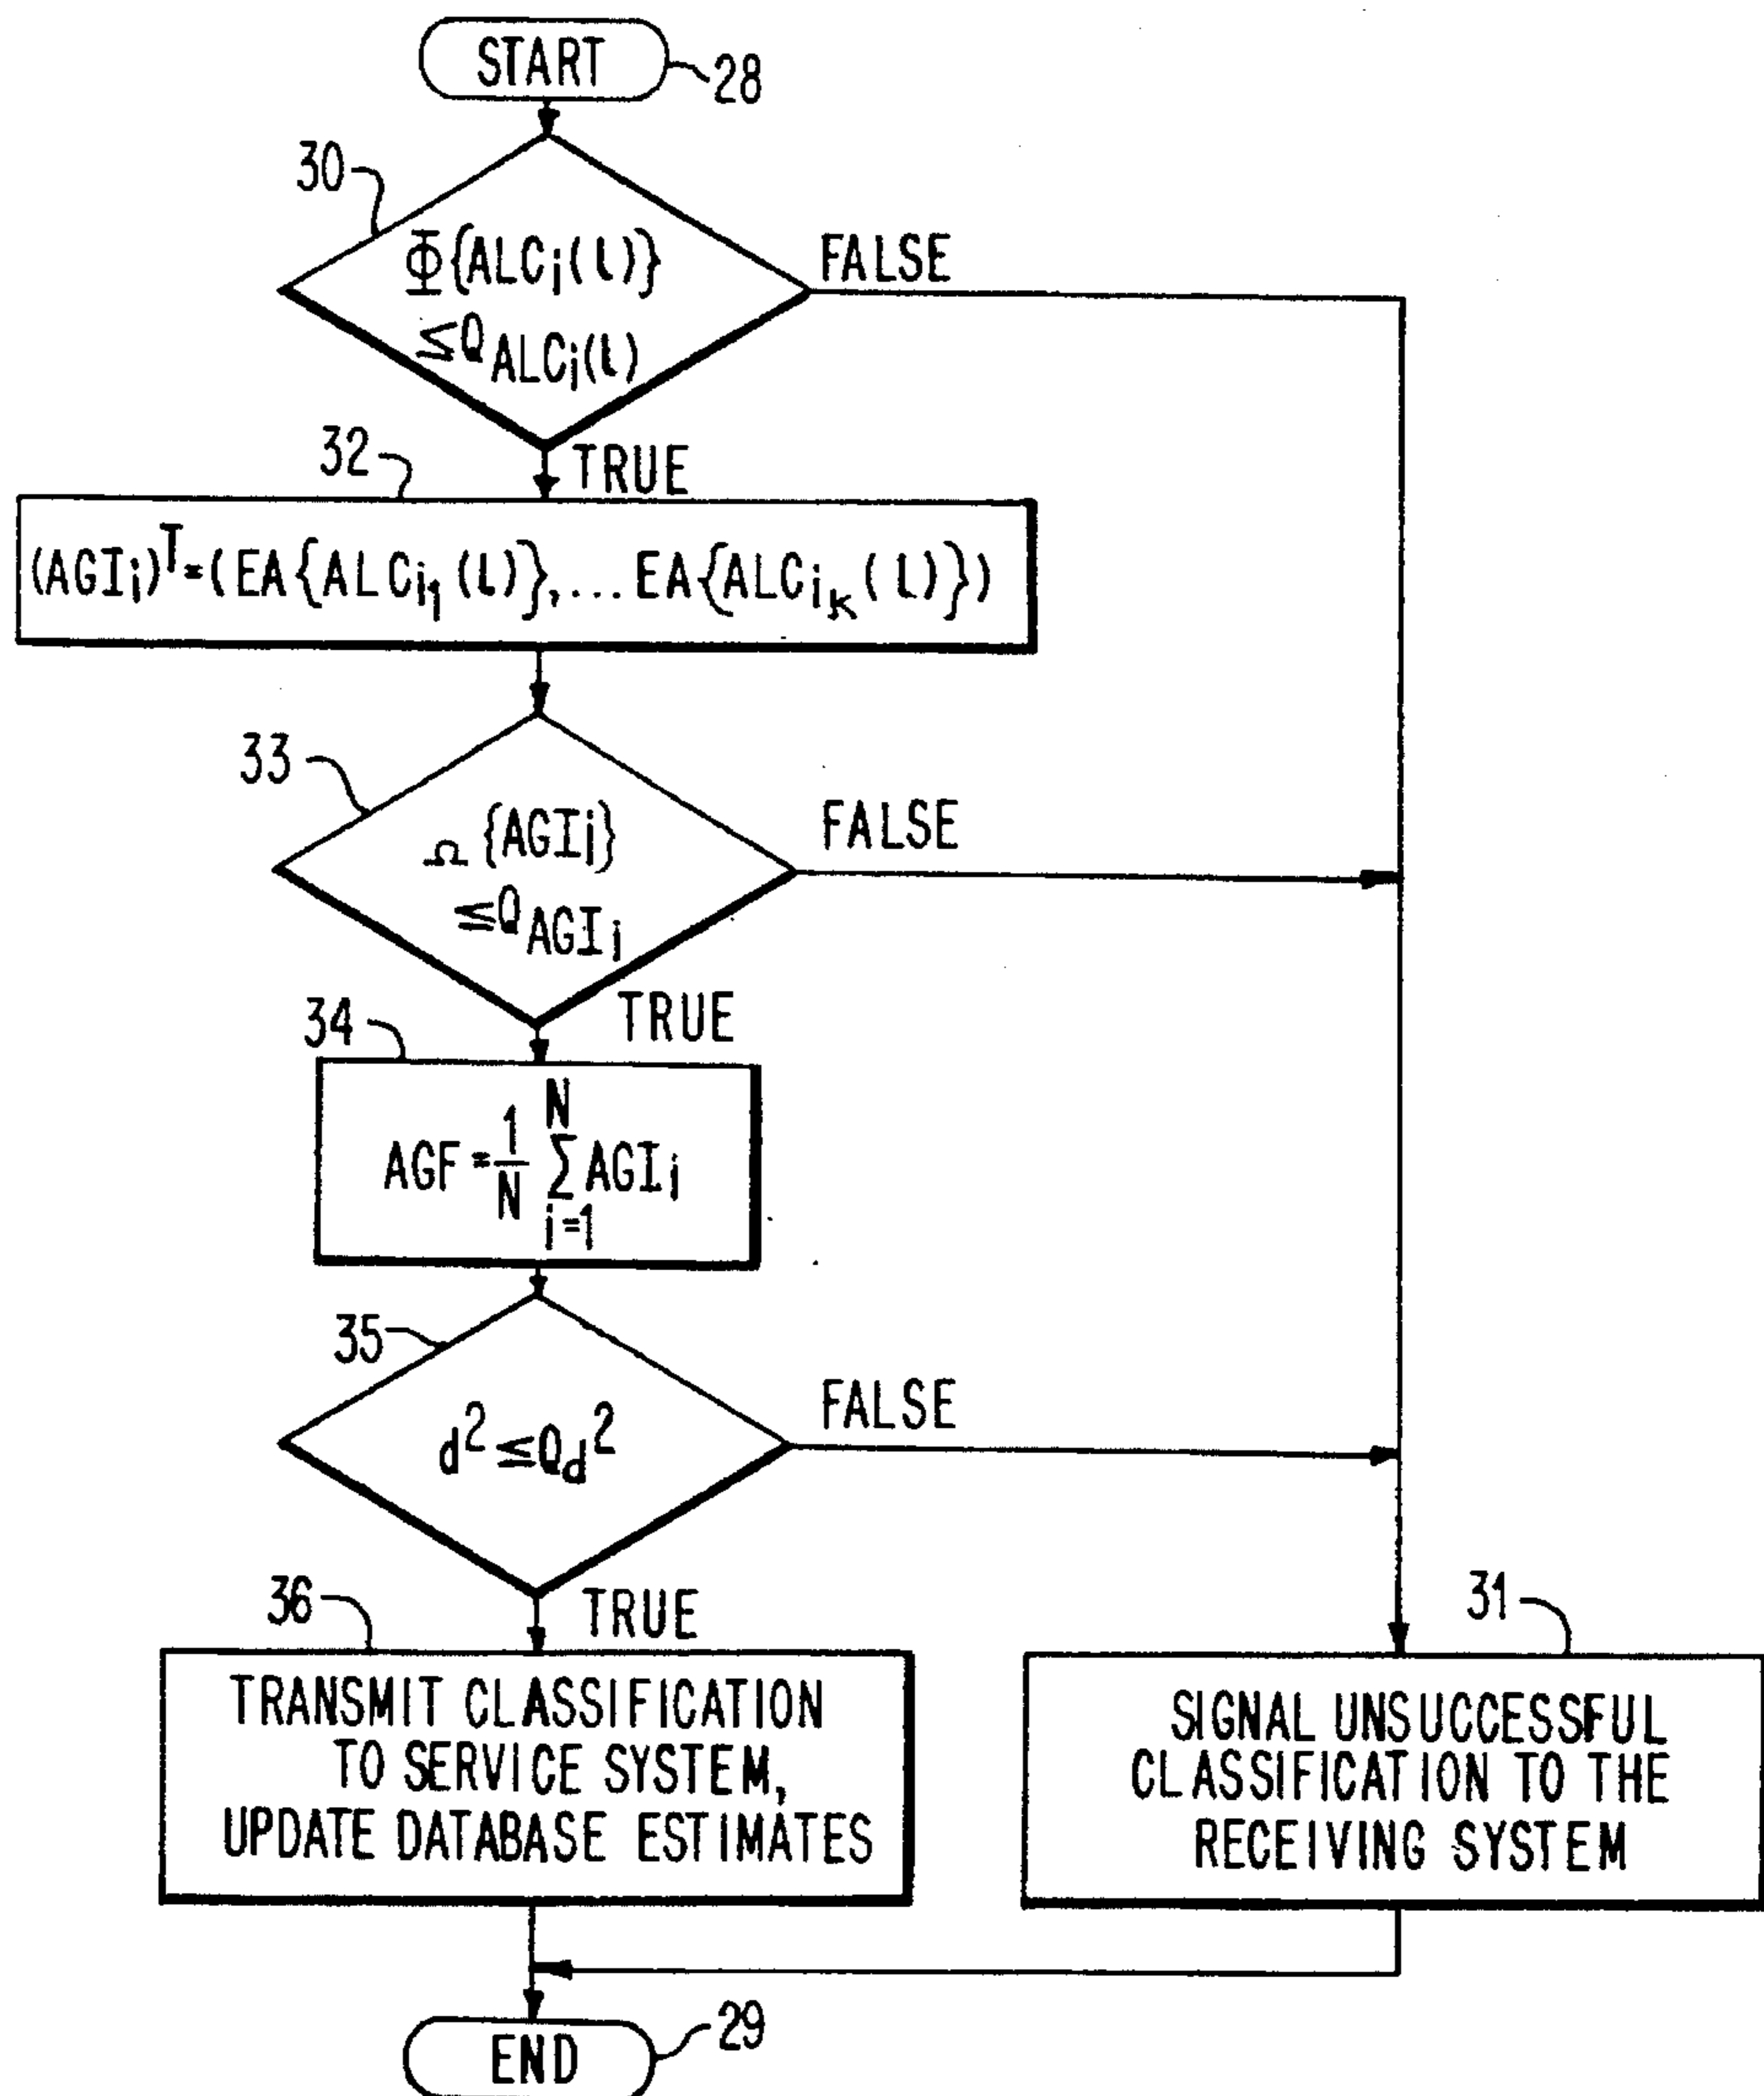 START
28
30
Φ{ALCi(l)}
≤QALCi(l)
FALSE
TRUE
32
(AGIi)T=(EA{ALCi1(l)},...EA{ALCik(l)})
33
Ω{AGIi}
≤QAGIi
FALSE
TRUE
34
AGF=1/N N∑i=1 AGIi
35
d2≤Qd2
FALSE
TRUE
36
TRANSMIT CLASSIFICATION
TO SERVICE SYSTEM,
UPDATE DATABASE ESTIMATES
31
SIGNAL UNSUCCESSFUL
CLASSIFICATION TO THE
RECEIVING SYSTEM
END
29